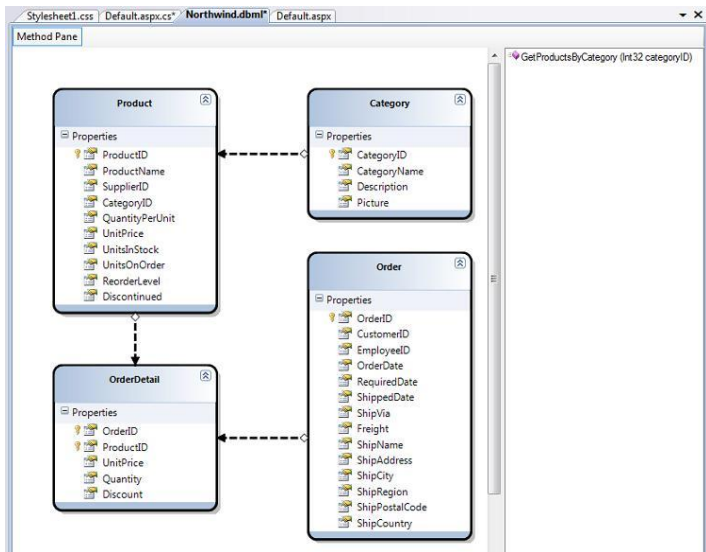 Stylesheet1.css Default.aspx.cs* Northwind.dbml* Default.aspx
Method Pane
GetProductsByCategory (Int32 categoryID)
Product
Properties
ProductID
ProductName
SupplierID
CategoryID
QuantityPerUnit
UnitPrice
UnitsInStock
UnitsOnOrder
ReorderLevel
Discontinued
Category
Properties
CategoryID
CategoryName
Description
Picture
OrderDetail
Properties
OrderID
ProductID
UnitPrice
Quantity
Discount
Order
Properties
OrderID
CustomerID
EmployeeID
OrderDate
RequiredDate
ShippedDate
ShipVia
Freight
ShipName
ShipAddress
ShipCity
ShipRegion
ShipPostalCode
ShipCountry